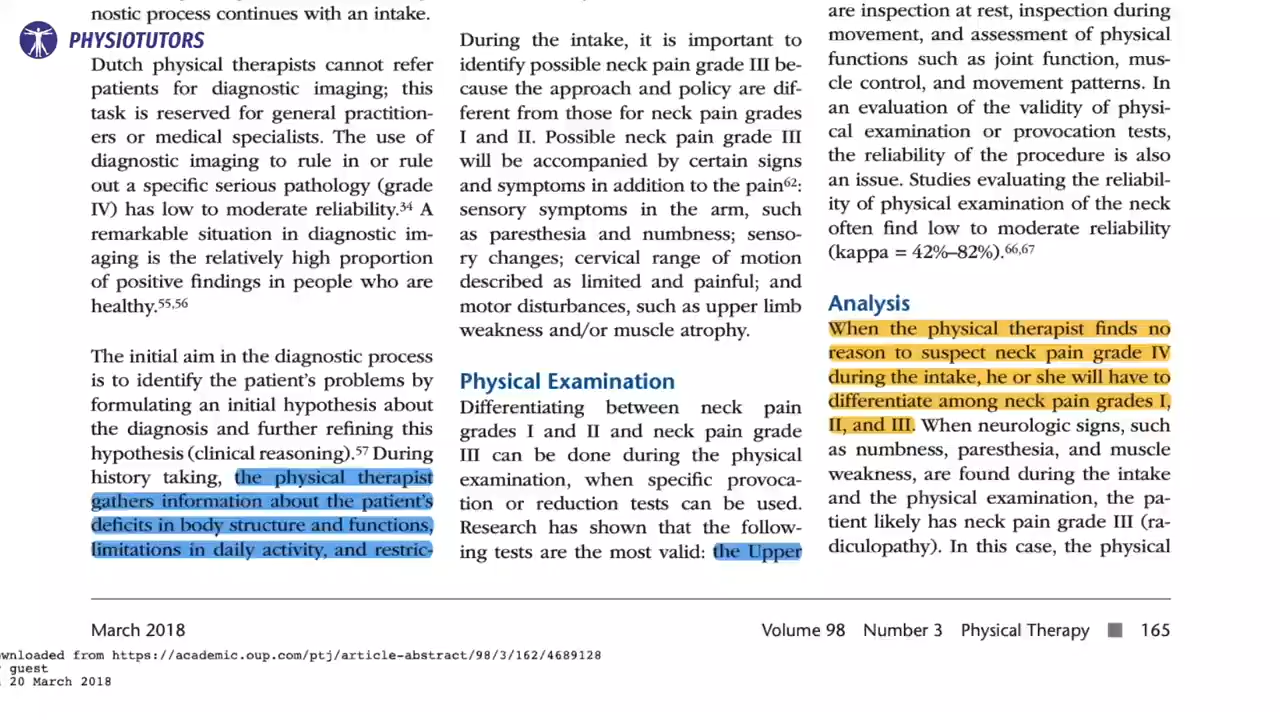 nostic process continues with an intake.
PHYSIOTUTORS
Dutch physical therapists cannot refer
patients for diagnostic imaging; this
task is reserved for general practition-
ers or medical specialists. The use of
diagnostic imaging to rule in or rule
out a specific serious pathology (grade
IV) has low to moderate reliability.34 A
remarkable situation in diagnostic im-
aging is the relatively high proportion
of positive findings in people who are
healthy.55,56
The initial aim in the diagnostic process
is to identify the patient's problems by
formulating an initial hypothesis about
the diagnosis and further refining this
hypothesis (clinical reasoning).57 During
history taking, the physical therapist
gathers information about the patient's
deficits in body structure and functions,
limitations in daily activity, and restric-
During the intake, it is important to
identify possible neck pain grade III be-
cause the approach and policy are dif-
ferent from those for neck pain grades
I and II. Possible neck pain grade III
will be accompanied by certain signs
and symptoms in addition to the pain62:
sensory symptoms in the arm, such
as paresthesia and numbness; senso-
ry changes; cervical range of motion
described as limited and painful; and
motor disturbances, such as upper limb
weakness and/or muscle atrophy.
Physical Examination
Differentiating between neck pain
grades I and II and neck pain grade
III can be done during the physical
examination, when specific provoca-
tion or reduction tests can be used.
Research has shown that the follow-
ing tests are the most valid: the Upper
are inspection at rest, inspection during
movement, and assessment of physical
functions such as joint function, mus-
cle control, and movement patterns. In
an evaluation of the validity of physi-
cal examination or provocation tests,
the reliability of the procedure is also
an issue. Studies evaluating the reliabil-
ity of physical examination of the neck
often find low to moderate reliability
(kappa = 42%–82%).66,67
Analysis
When the physical therapist finds no
reason to suspect neck pain grade IV
during the intake, he or she will have to
differentiate among neck pain grades I,
II, and III. When neurologic signs, such
as numbness, paresthesia, and muscle
weakness, are found during the intake
and the physical examination, the pa-
tient likely has neck pain grade III (ra-
diculopathy). In this case, the physical
March 2018
Volume 98 Number 3 Physical Therapy ■ 165
wnloaded from https://academic.oup.com/ptj/article-abstract/98/3/162/4689128
guest
20 March 2018